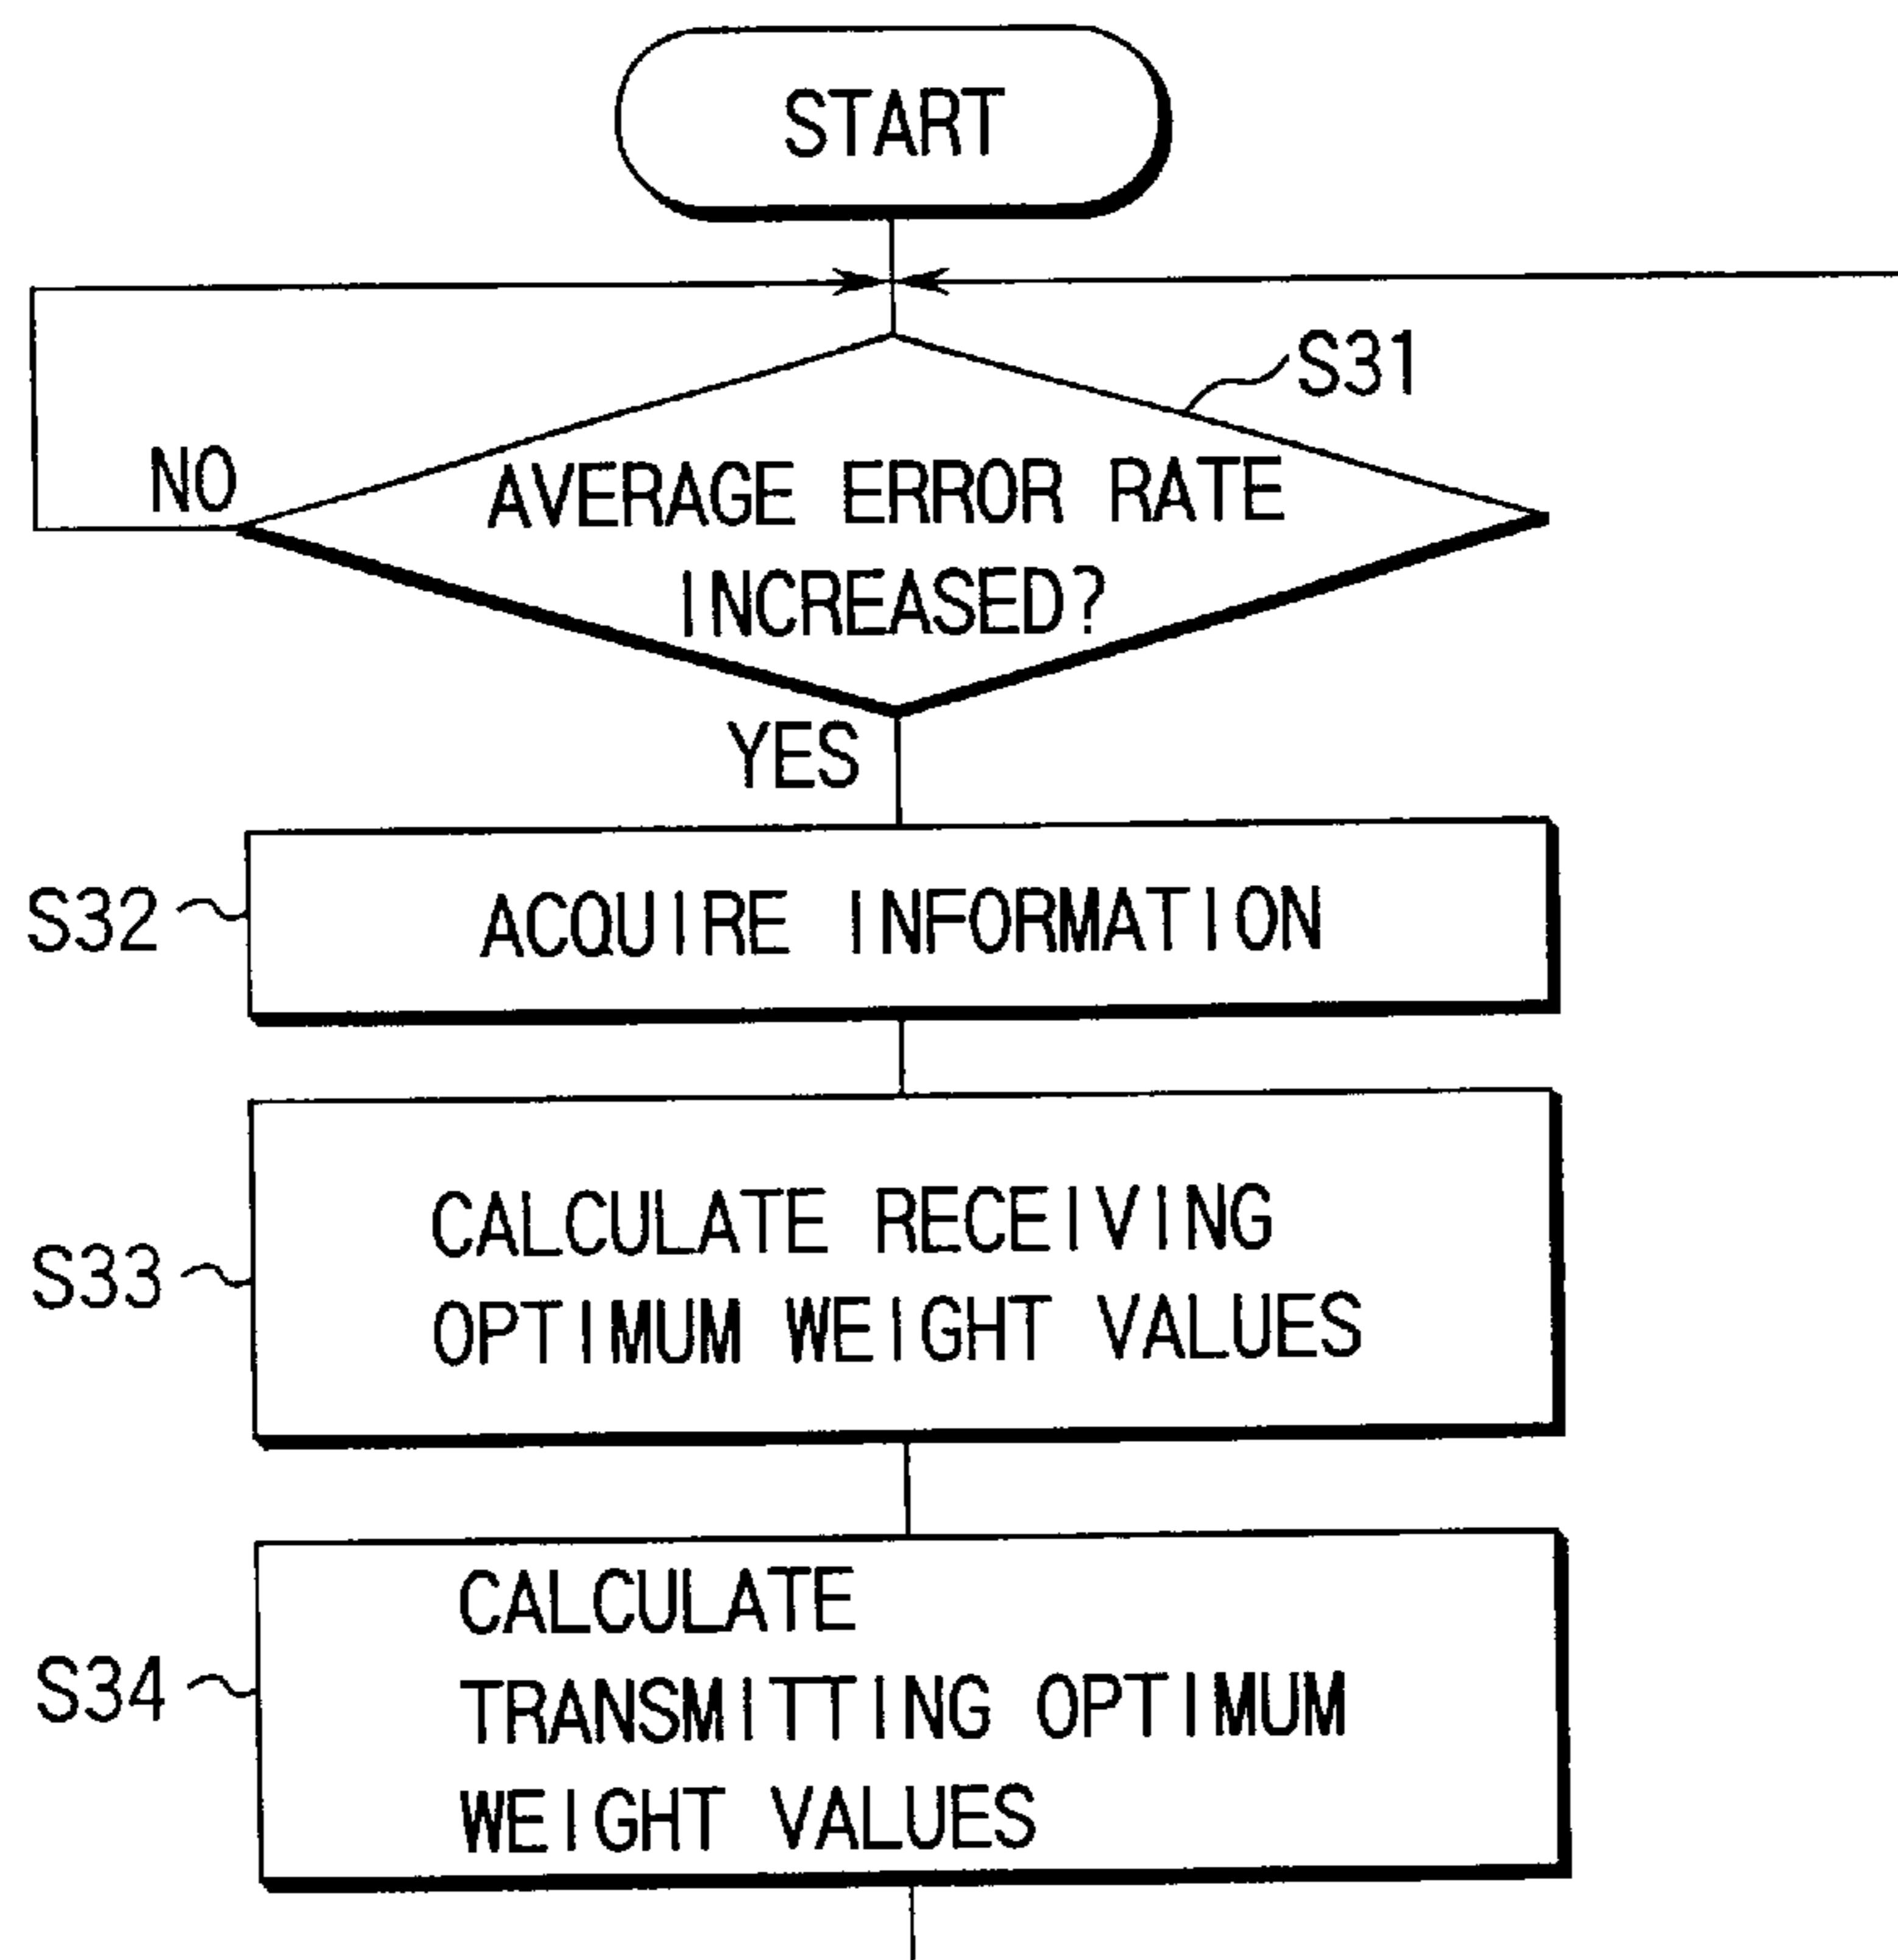 START
S31
AVERAGE ERROR RATE
INCREASED?
NO
YES
S32
ACQUIRE INFORMATION
S33
CALCULATE RECEIVING
OPTIMUM WEIGHT VALUES
S34
CALCULATE
TRANSMITTING OPTIMUM
WEIGHT VALUES